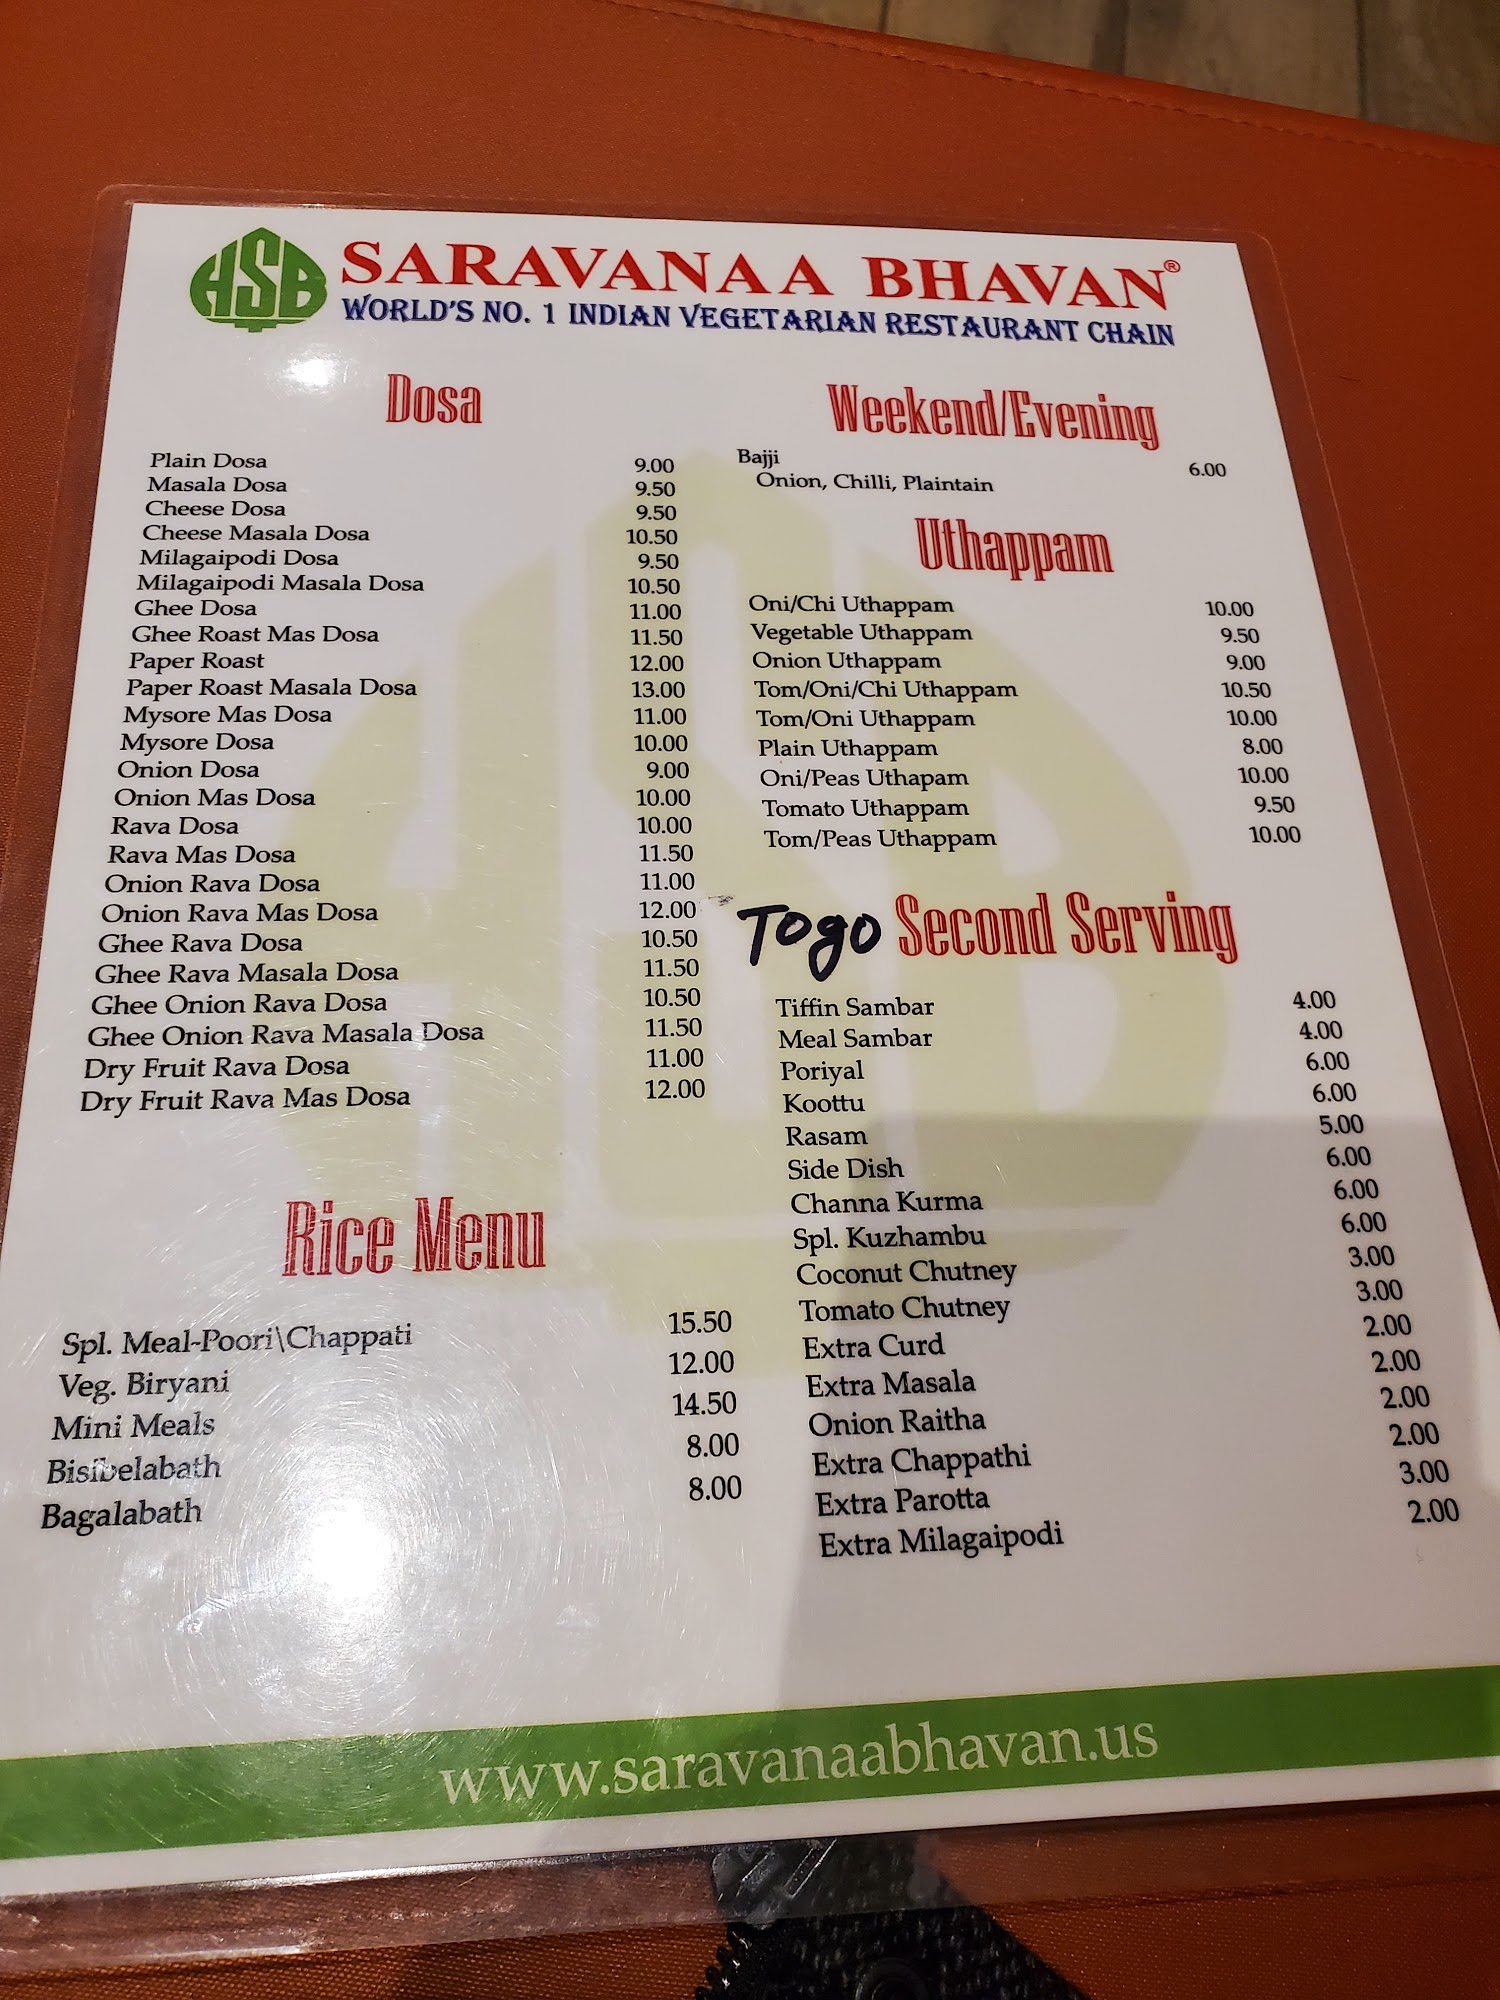 HSB
SARAVANAA BHAVAN®
WORLD'S NO. 1 INDIAN VEGETARIAN RESTAURANT CHAIN
Dosa
Plain Dosa 9.00
Masala Dosa 9.50
Cheese Dosa 9.50
Cheese Masala Dosa 10.50
Milagaipodi Dosa 9.50
Milagaipodi Masala Dosa 10.50
Ghee Dosa 11.00
Ghee Roast Mas Dosa 11.50
Paper Roast 12.00
Paper Roast Masala Dosa 13.00
Mysore Mas Dosa 11.00
Mysore Dosa 10.00
Onion Dosa 9.00
Onion Mas Dosa 10.00
Rava Dosa 10.00
Rava Mas Dosa 11.50
Onion Rava Dosa 11.00
Onion Rava Mas Dosa 12.00
Ghee Rava Dosa 10.50
Ghee Rava Masala Dosa 11.50
Ghee Onion Rava Dosa 10.50
Ghee Onion Rava Masala Dosa 11.50
Dry Fruit Rava Dosa 11.00
Dry Fruit Rava Mas Dosa 12.00
Rice Menu
Spl. Meal-Poori\Chappati 15.50
Veg. Biryani 12.00
Mini Meals 14.50
Bisibelabath 8.00
Bagalabath 8.00
Weekend/Evening
Bajji 6.00
Onion, Chilli, Plaintain
Uthappam
Oni/Chi Uthappam 10.00
Vegetable Uthappam 9.50
Onion Uthappam 9.00
Tom/Oni/Chi Uthappam 10.50
Tom/Oni Uthappam 10.00
Plain Uthappam 8.00
Oni/Peas Uthapam 10.00
Tomato Uthappam 9.50
Tom/Peas Uthappam 10.00
Togo Second Serving
Tiffin Sambar 4.00
Meal Sambar 4.00
Poriyal 6.00
Koottu 6.00
Rasam 5.00
Side Dish 6.00
Channa Kurma 6.00
Spl. Kuzhambu 6.00
Coconut Chutney 3.00
Tomato Chutney 3.00
Extra Curd 2.00
Extra Masala 2.00
Onion Raitha 2.00
Extra Chappathi 2.00
Extra Parotta 3.00
Extra Milagaipodi 2.00
www.saravanaabhavan.us